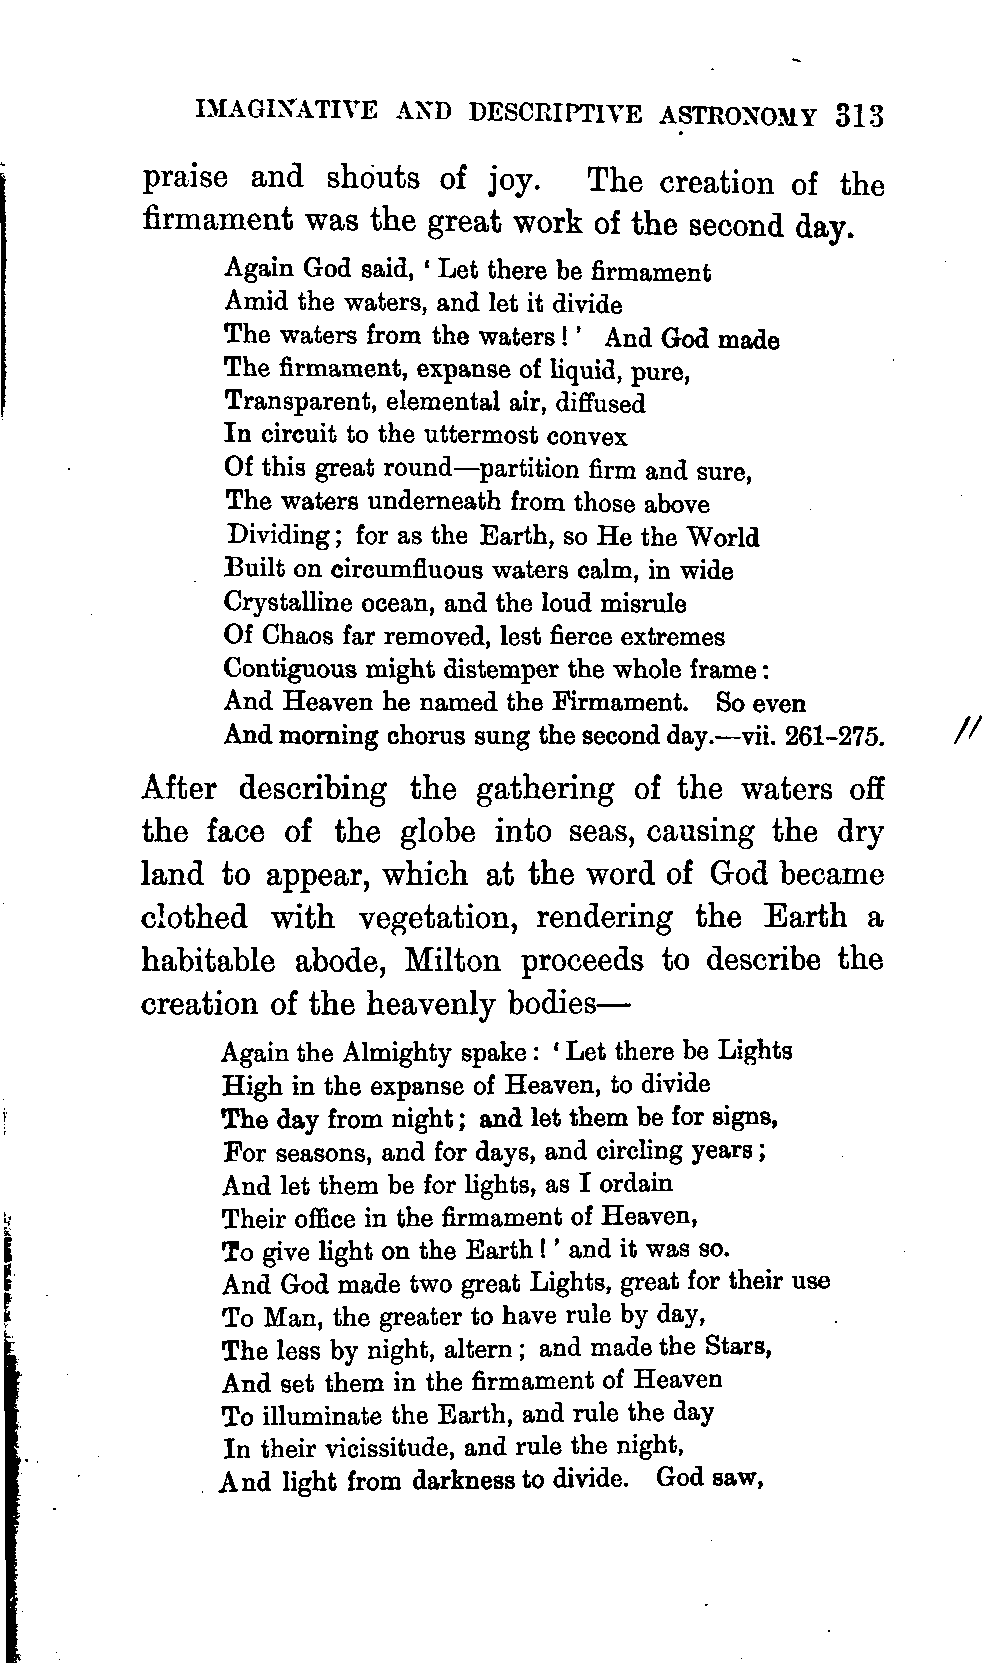 IMAGINATIVE AND DESCRIPTIVE ASTRONOMY 313
praise and shouts of joy. The creation of the
firmament was the great work of the second day.
Again God said, ‘Let there be firmament
Amid the waters, and let it divide
The waters from the waters!’ And God made
The firmament, expanse of liquid, pure,
Transparent, elemental air, diffused
In circuit to the uttermost convex
Of this great round—partition firm and sure,
The waters underneath from those above
Dividing; for as the Earth, so He the World
Built on circumfluous waters calm, in wide
Crystalline ocean, and the loud misrule
Of Chaos far removed, lest fierce extremes
Contiguous might distemper the whole frame:
And Heaven he named the Firmament. So even
And morning chorus sung the second day.—vii. 261-275. //
After describing the gathering of the waters off
the face of the globe into seas, causing the dry
land to appear, which at the word of God became
clothed with vegetation, rendering the Earth a
habitable abode, Milton proceeds to describe the
creation of the heavenly bodies—
Again the Almighty spake: ‘Let there be Lights
High in the expanse of Heaven, to divide
The day from night; and let them be for signs,
For seasons, and for days, and circling years;
And let them be for lights, as I ordain
Their office in the firmament of Heaven,
To give light on the Earth!’ and it was so.
And God made two great Lights, great for their use
To Man, the greater to have rule by day,
The less by night, altern; and made the Stars,
And set them in the firmament of Heaven
To illuminate the Earth, and rule the day
In their vicissitude, and rule the night,
And light from darkness to divide. God saw,